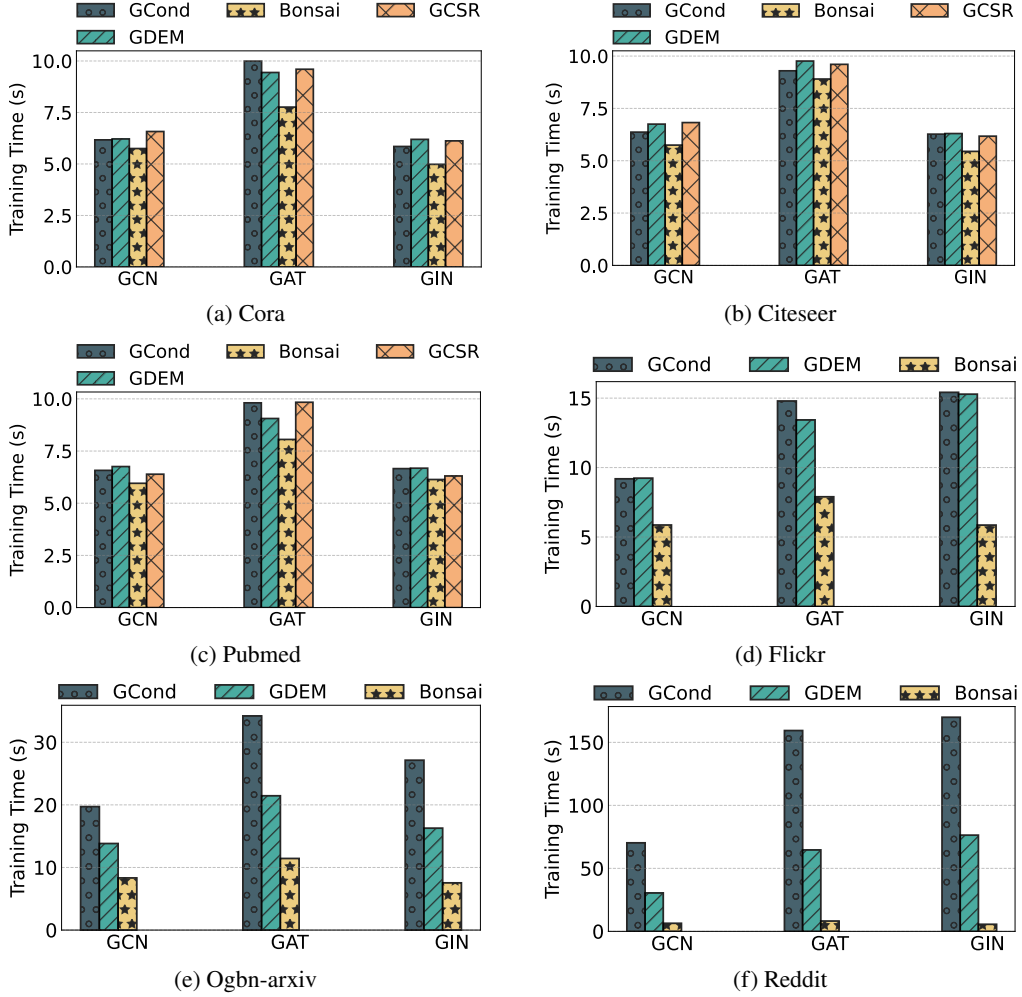 GCond Bonsai GCSR
GDEM
Training Time (s)
10.0
7.5
5.0
2.5
0.0
GCN GAT GIN
(a) Cora
GCond Bonsai GCSR
GDEM
Training Time (s)
10.0
7.5
5.0
2.5
0.0
GCN GAT GIN
(b) Citeseer
GCond Bonsai GCSR
GDEM
Training Time (s)
10.0
7.5
5.0
2.5
0.0
GCN GAT GIN
(c) Pubmed
GCond GDEM Bonsai
Training Time (s)
15
10
5
0
GCN GAT GIN
(d) Flickr
GCond GDEM Bonsai
Training Time (s)
30
20
10
0
GCN GAT GIN
(e) Ogbn-arxiv
GCond GDEM Bonsai
Training Time (s)
150
100
50
0
GCN GAT GIN
(f) Reddit